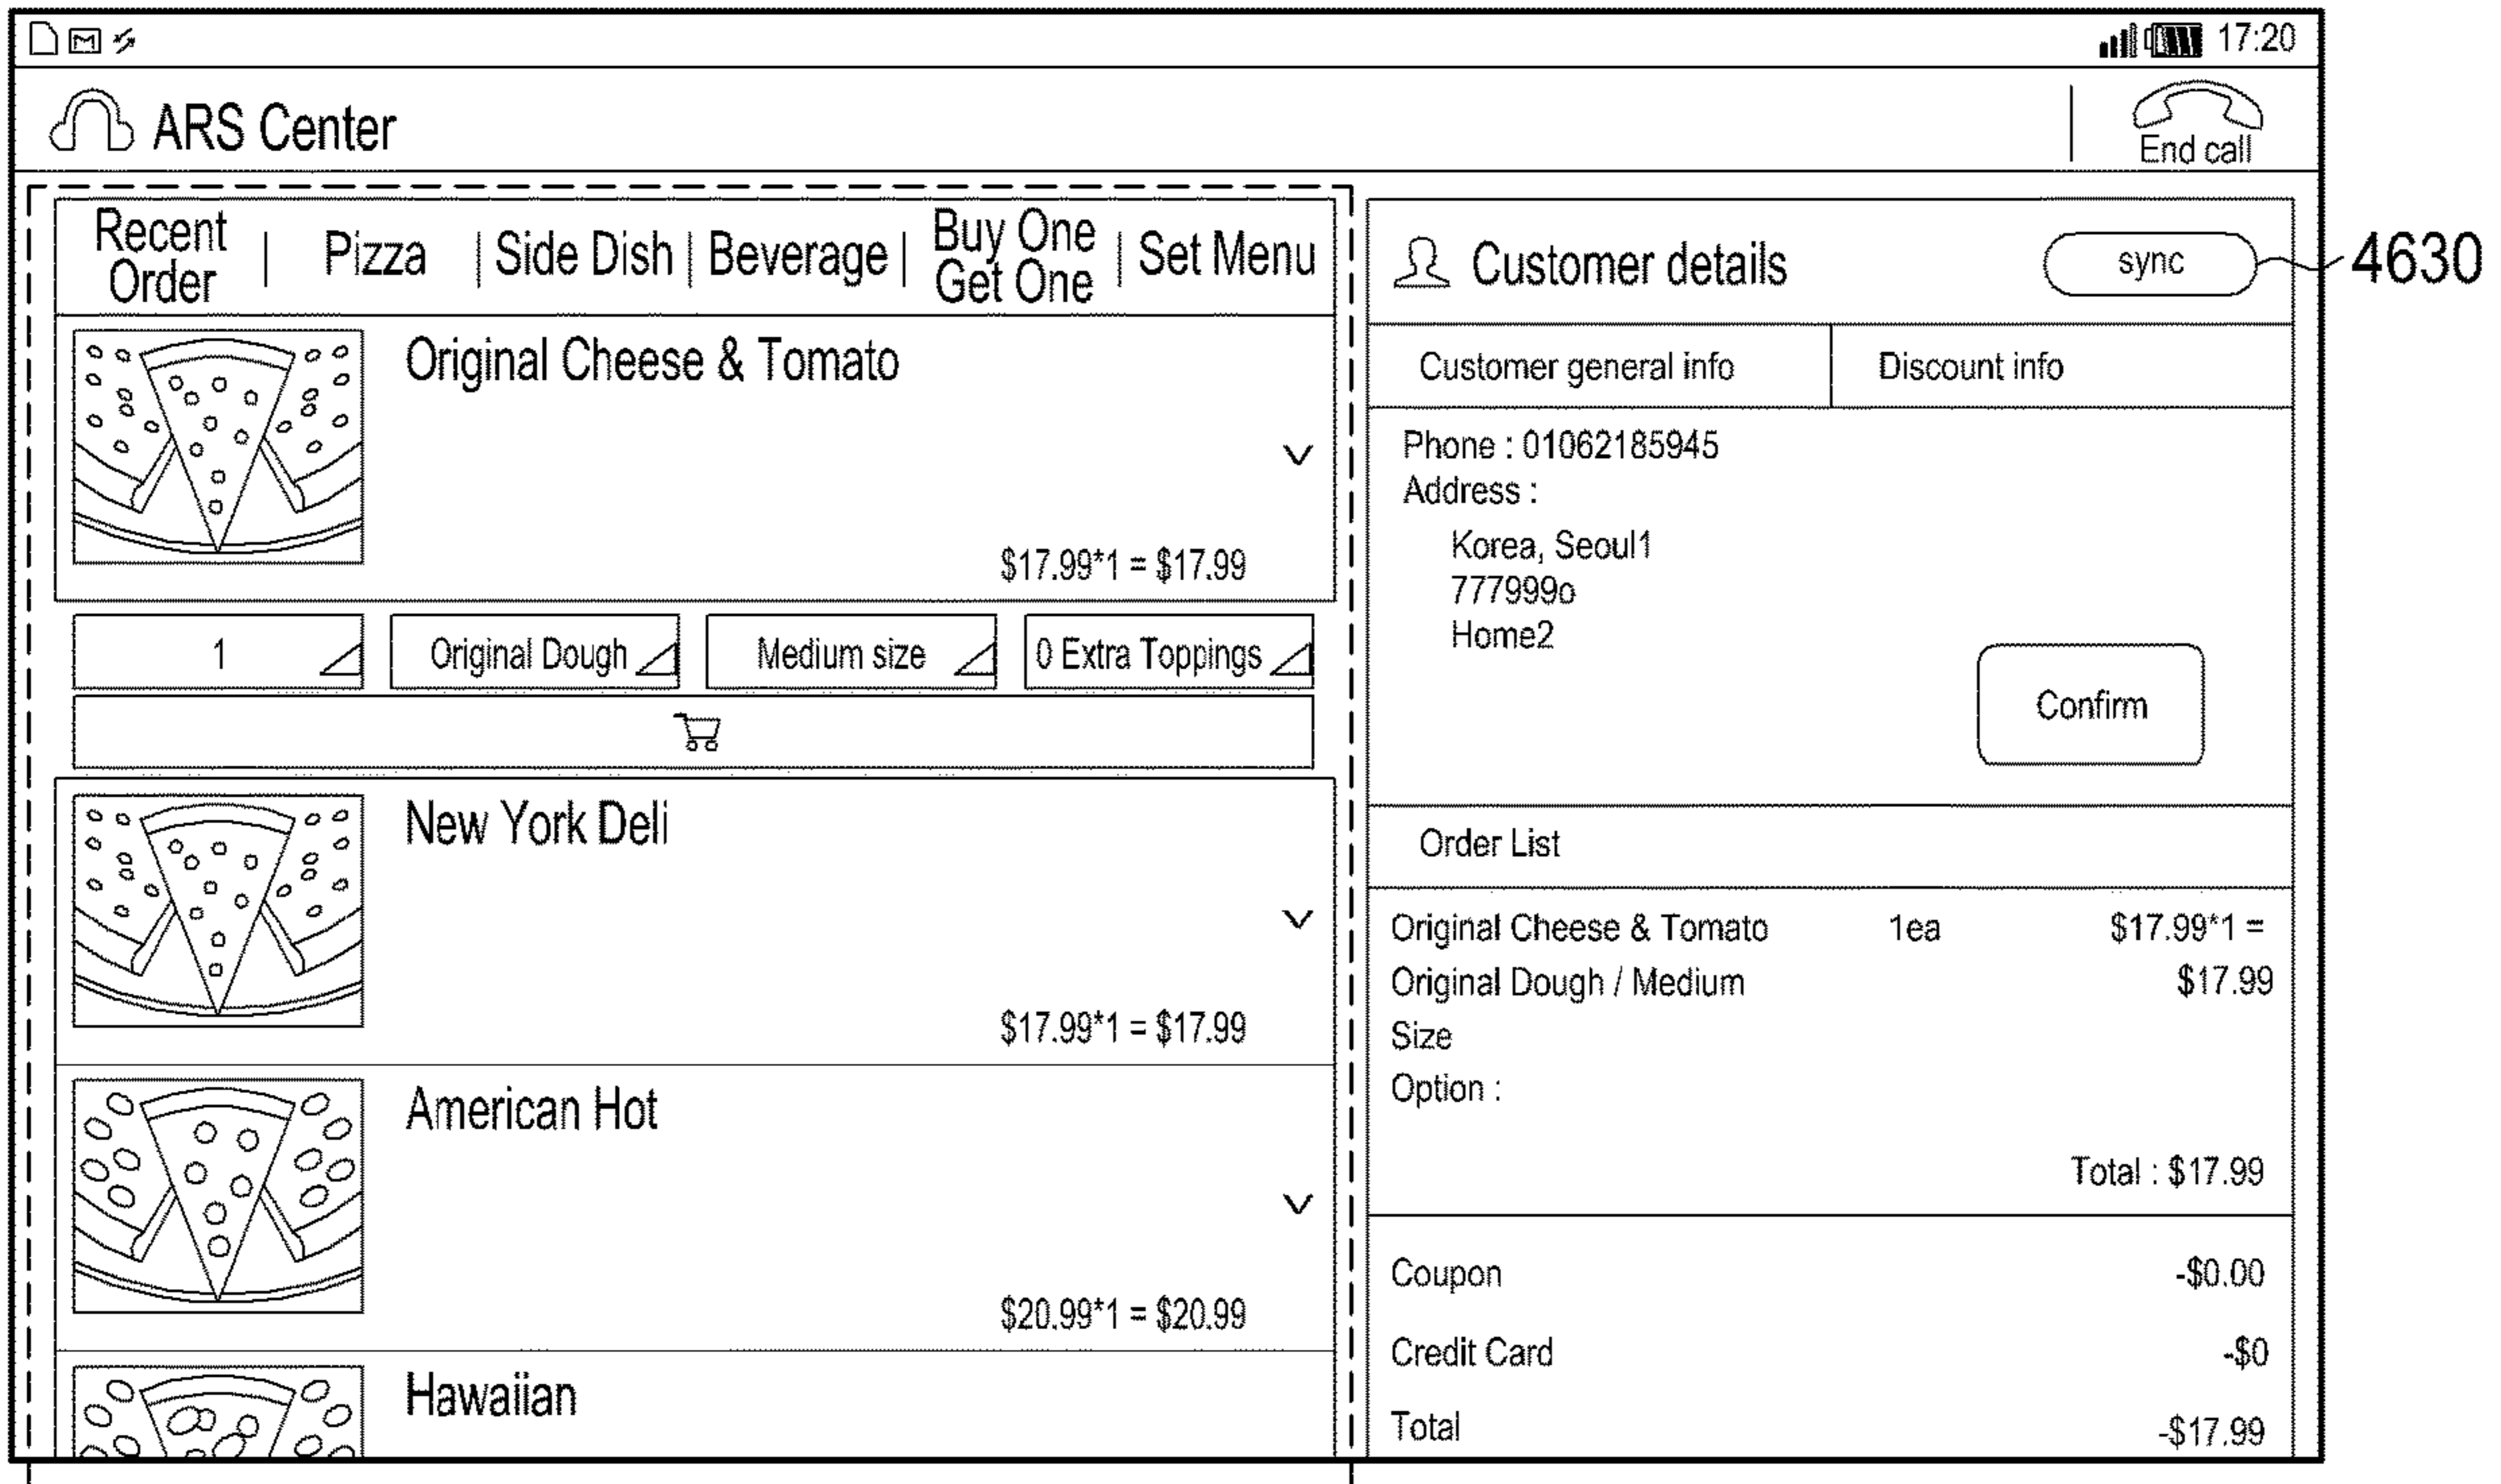 17:20
ARS Center
End call
Recent Order | Pizza | Side Dish | Beverage | Buy One Get One | Set Menu
Original Cheese & Tomato
$17.99*1 = $17.99
1
Original Dough
Medium size
0 Extra Toppings
New York Deli
$17.99*1 = $17.99
American Hot
$20.99*1 = $20.99
Hawaiian
Customer details
sync
4630
Customer general info
Discount info
Phone : 01062185945
Address :
Korea, Seoul1
777999o
Home2
Confirm
Order List
Original Cheese & Tomato 1ea $17.99*1 =
Original Dough / Medium $17.99
Size
Option :
Total : $17.99
Coupon -$0.00
Credit Card -$0
Total -$17.99